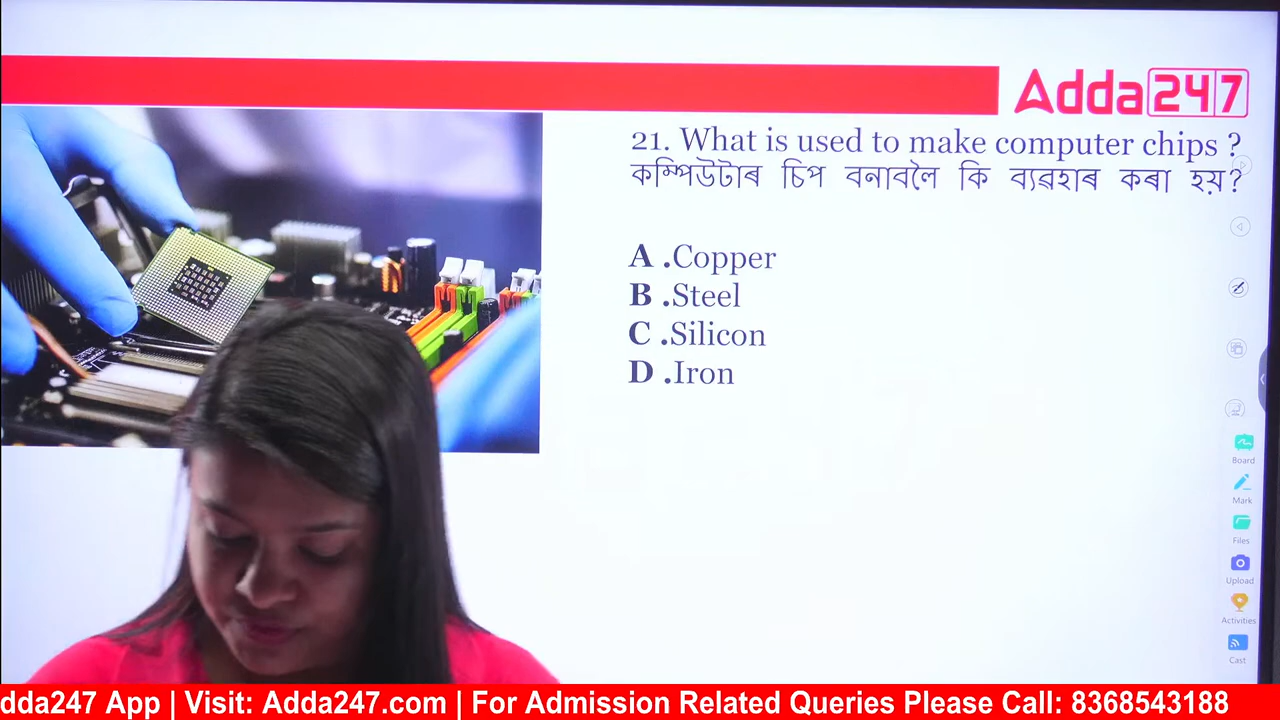 Adda247
21. What is used to make computer chips ?
কম্পিউটাৰ চিপ বনাবলৈ কি ব্যৱহাৰ কৰা হয়?
A .Copper
B .Steel
C .Silicon
D .Iron
Board
Mark
Files
Upload
Activities
Cast
dda247 App | Visit: Adda247.com | For Admission Related Queries Please Call: 8368543188